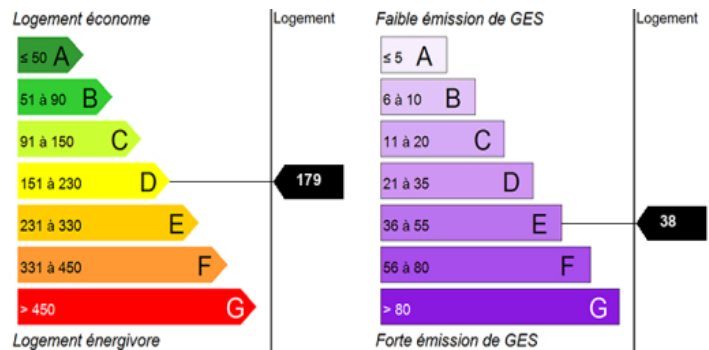 Logement économe
Logement
≤ 50 A
51 à 90 B
91 à 150 C
151 à 230 D
179
231 à 330 E
331 à 450 F
> 450 G
Logement énergivore
Faible émission de GES
Logement
≤ 5 A
6 à 10 B
11 à 20 C
21 à 35 D
36 à 55 E
38
56 à 80 F
> 80 G
Forte émission de GES